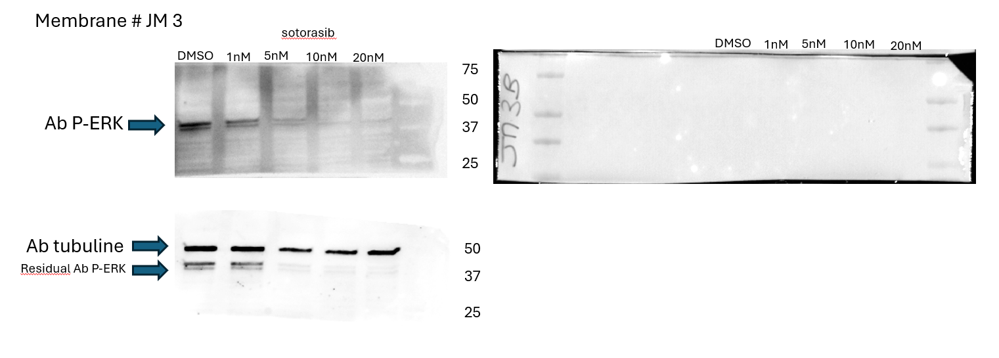 Membrane # JM 3
sotorasib
DMSO 1nM 5nM 10nM 20nM
Ab P-ERK
75
50
37
25
DMSO 1nM 5nM 10nM 20nM
Ab tubuline
Residual Ab P-ERK
50
37
25